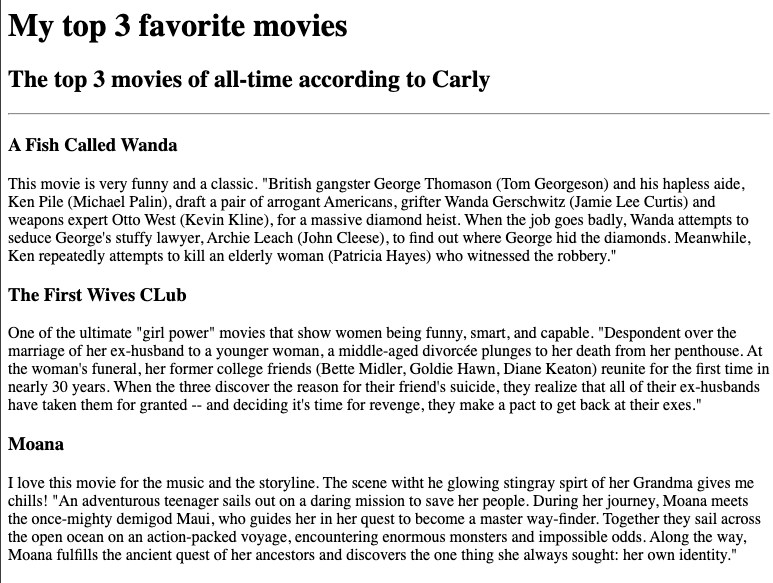 My top 3 favorite movies
The top 3 movies of all-time according to Carly
A Fish Called Wanda
This movie is very funny and a classic. "British gangster George Thomason (Tom Georgeson) and his hapless aide,
Ken Pile (Michael Palin), draft a pair of arrogant Americans, grifter Wanda Gerschwitz (Jamie Lee Curtis) and
weapons expert Otto West (Kevin Kline), for a massive diamond heist. When the job goes badly, Wanda attempts to
seduce George's stuffy lawyer, Archie Leach (John Cleese), to find out where George hid the diamonds. Meanwhile,
Ken repeatedly attempts to kill an elderly woman (Patricia Hayes) who witnessed the robbery."
The First Wives CLub
One of the ultimate "girl power" movies that show women being funny, smart, and capable. "Despondent over the
marriage of her ex-husband to a younger woman, a middle-aged divorcée plunges to her death from her penthouse. At
the woman's funeral, her former college friends (Bette Midler, Goldie Hawn, Diane Keaton) reunite for the first time in
nearly 30 years. When the three discover the reason for their friend's suicide, they realize that all of their ex-husbands
have taken them for granted -- and deciding it's time for revenge, they make a pact to get back at their exes."
Moana
I love this movie for the music and the storyline. The scene witht he glowing stingray spirt of her Grandma gives me
chills! "An adventurous teenager sails out on a daring mission to save her people. During her journey, Moana meets
the once-mighty demigod Maui, who guides her in her quest to become a master way-finder. Together they sail across
the open ocean on an action-packed voyage, encountering enormous monsters and impossible odds. Along the way,
Moana fulfills the ancient quest of her ancestors and discovers the one thing she always sought: her own identity."